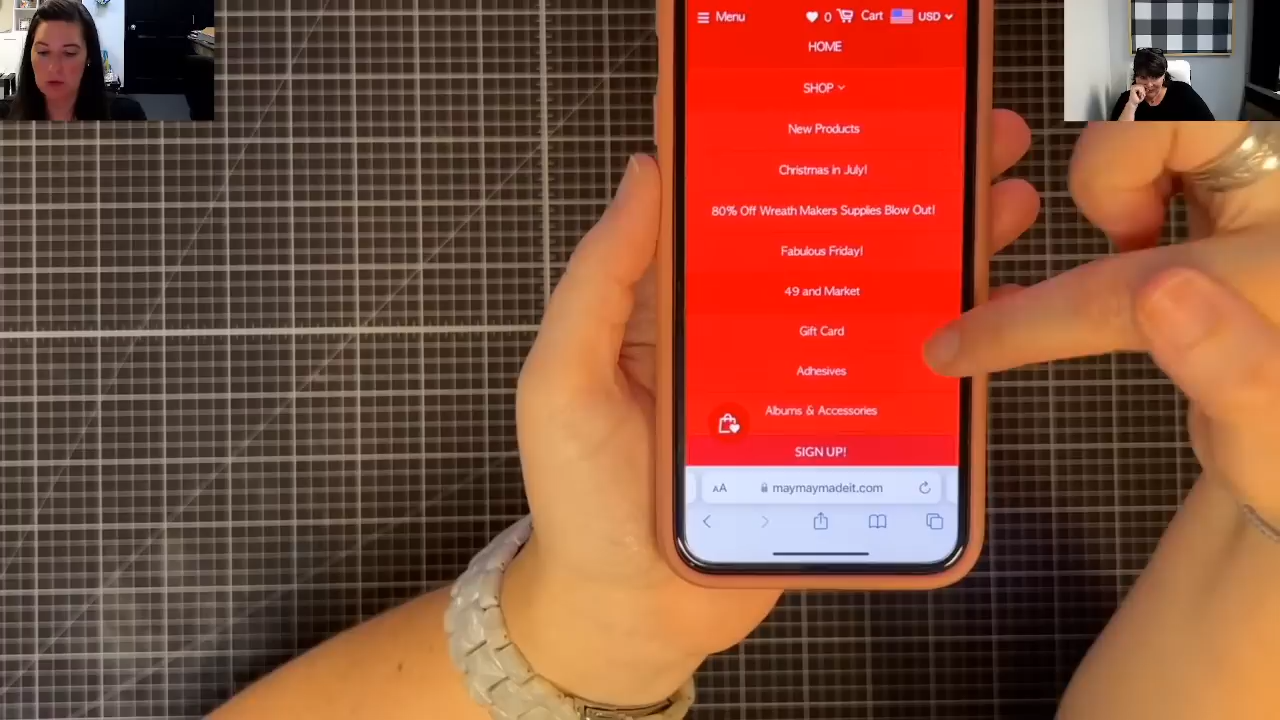 Menu 0 Cart USD
HOME
SHOP
New Products
Christmas in July!
80% Off Wreath Makers Supplies Blow Out!
Fabulous Friday!
49 and Market
Gift Card
Adhesives
Albums & Accessories
SIGN UP!
AA maymaymadeit.com